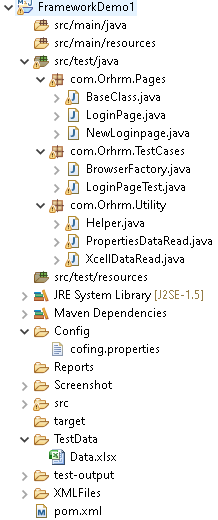 FrameworkDemo1
src/main/java
src/main/resources
src/test/java
com.Orhrm.Pages
BaseClass.java
LoginPage.java
NewLoginpage.java
com.Orhrm.TestCases
BrowserFactory.java
LoginPageTest.java
com.Orhrm.Utility
Helper.java
PropertiesDataRead.java
XcellDataRead.java
src/test/resources
JRE System Library [J2SE-1.5]
Maven Dependencies
Config
cofing.properties
Reports
Screenshot
src
target
TestData
Data.xlsx
test-output
XMLFiles
pom.xml